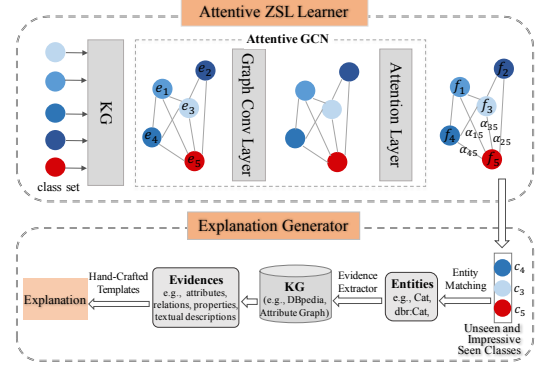 Attentive ZSL Learner
Attentive GCN
KG
class set
e1
e2
e3
e4
e5
Graph Conv Layer
Attention Layer
f1
f2
f3
f4
f5
α35
α15
α25
α45
Explanation Generator
Explanation
Hand-Crafted
Templates
Evidences
e.g., attributes,
relations, properties,
textual descriptions
KG
(e.g., DBpedia,
Attribute Graph)
Evidence
Extractor
Entities
e.g., Cat,
dbr:Cat,
Entity
Matching
c4
c3
c5
Unseen and
Impressive
Seen Classes